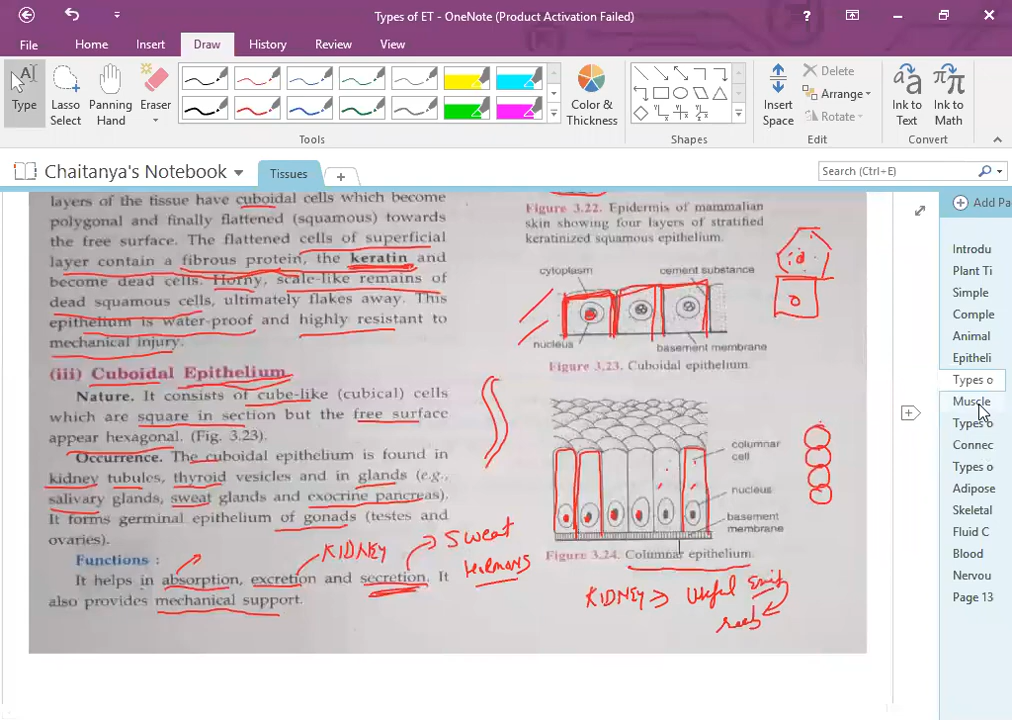 Types of ET - OneNote (Product Activation Failed)
?
File Home Insert Draw History Review View
Type
Lasso Select
Panning Hand
Eraser
Color & Thickness
Insert Space
Delete
Arrange
Rotate
Ink to Text
Ink to Math
Tools Shapes Edit Convert
Chaitanya's Notebook
Tissues
Search (Ctrl+E)
Add Pa
Introdu
Plant Ti
Simple
Comple
Animal
Epitheli
Types o
Muscle
Types o
Connec
Types o
Adipose
Skeletal
Fluid C
Blood
Nervou
Page 13
layers of the tissue have cuboidal cells which become
polygonal and finally flattened (squamous) towards
the free surface. The flattened cells of superficial
layer contain a fibrous protein, the keratin and
become dead cells. Horny, scale-like remains of
dead squamous cells, ultimately flakes away. This
epithelium is water-proof and highly resistant to
mechanical injury.
(iii) Cuboidal Epithelium
Nature. It consists of cube-like (cubical) cells
which are square in section but the free surface
appear hexagonal. (Fig. 3.23).
Occurrence. The cuboidal epithelium is found in
kidney tubules, thyroid vesicles and in glands (e.g.,
salivary glands, sweat glands and exocrine pancreas).
It forms germinal epithelium of gonads (testes and
ovaries).
Functions :
KIDNEY
Sweat
Harmons
It helps in absorption, excretion and secretion. It
also provides mechanical support.
Figure 3.22. Epidermis of mammalian
skin showing four layers of stratified
keratinized squamous epithelium.
cytoplasm
cement substance
nucleus
basement membrane
Figure 3.23. Cuboidal epithelium.
columnar
cell
nucleus
basement
membrane
Figure 3.24. Columnar epithelium.
KIDNEY Useful